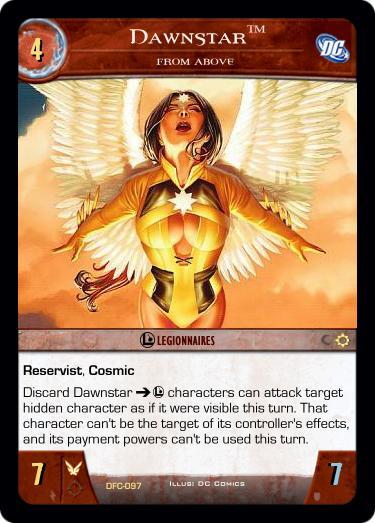 4
DAWNSTAR™
DC
FROM ABOVE
L LEGIONNAIRES
Reservist, Cosmic
Discard Dawnstar ➔ L characters can attack target
hidden character as if it were visible this turn. That
character can't be the target of its controller's effects,
and its payment powers can't be used this turn.
7
DFC-097
ILLUS: DC COMICS
7